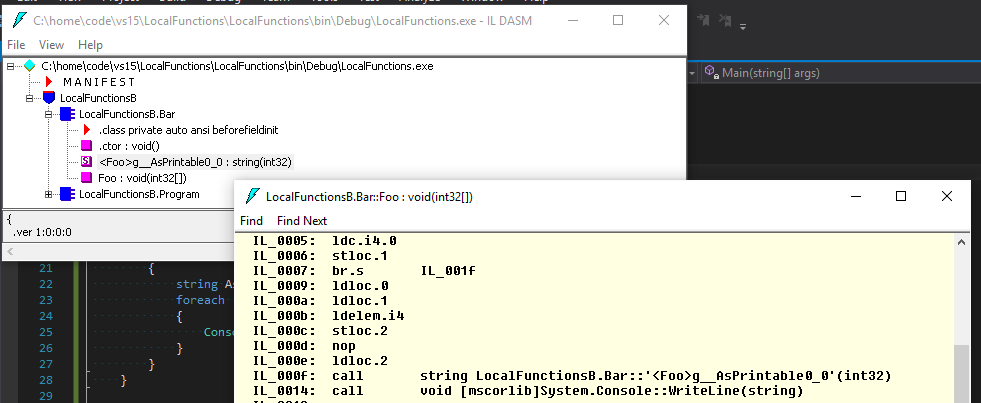 C:\home\code\vs15\LocalFunctions\LocalFunctions\bin\Debug\LocalFunctions.exe - IL DASM
File View Help
C:\home\code\vs15\LocalFunctions\LocalFunctions\bin\Debug\LocalFunctions.exe
M A N I F E S T
LocalFunctionsB
LocalFunctionsB.Bar
.class private auto ansi beforefieldinit
.ctor : void()
<Foo>g__AsPrintable0_0 : string(int32)
Foo : void(int32[])
LocalFunctionsB.Program
{
.ver 1:0:0:0
Main(string[] args)
21 {
22 string As
23 foreach
24 {
25 Conso
26 }
27 }
28 }
29
LocalFunctionsB.Bar::Foo : void(int32[])
Find Find Next
IL_0005: ldc.i4.0
IL_0006: stloc.1
IL_0007: br.s IL_001f
IL_0009: ldloc.0
IL_000a: ldloc.1
IL_000b: ldelem.i4
IL_000c: stloc.2
IL_000d: nop
IL_000e: ldloc.2
IL_000f: call string LocalFunctionsB.Bar::'<Foo>g__AsPrintable0_0'(int32)
IL_0014: call void [mscorlib]System.Console::WriteLine(string)